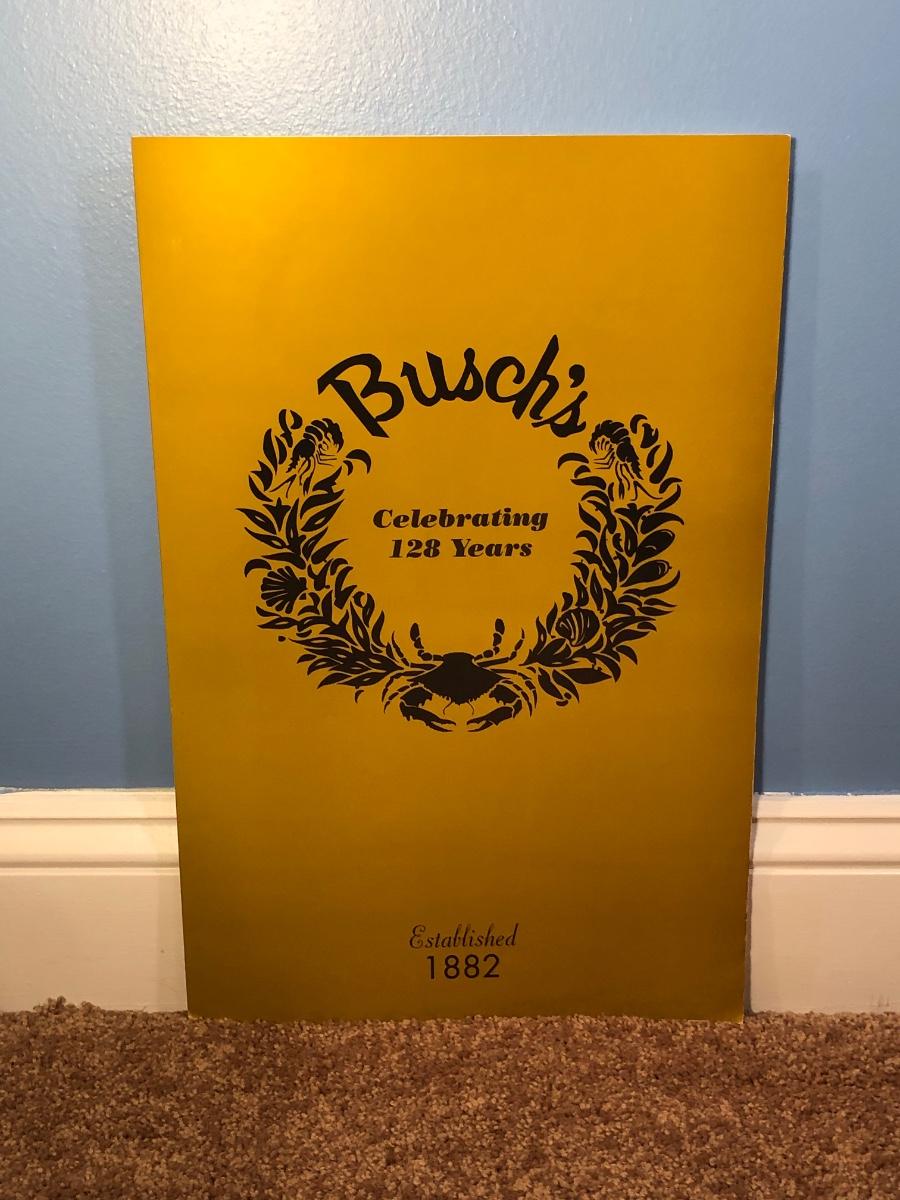 Busch's
Celebrating
128 Years
Established
1882